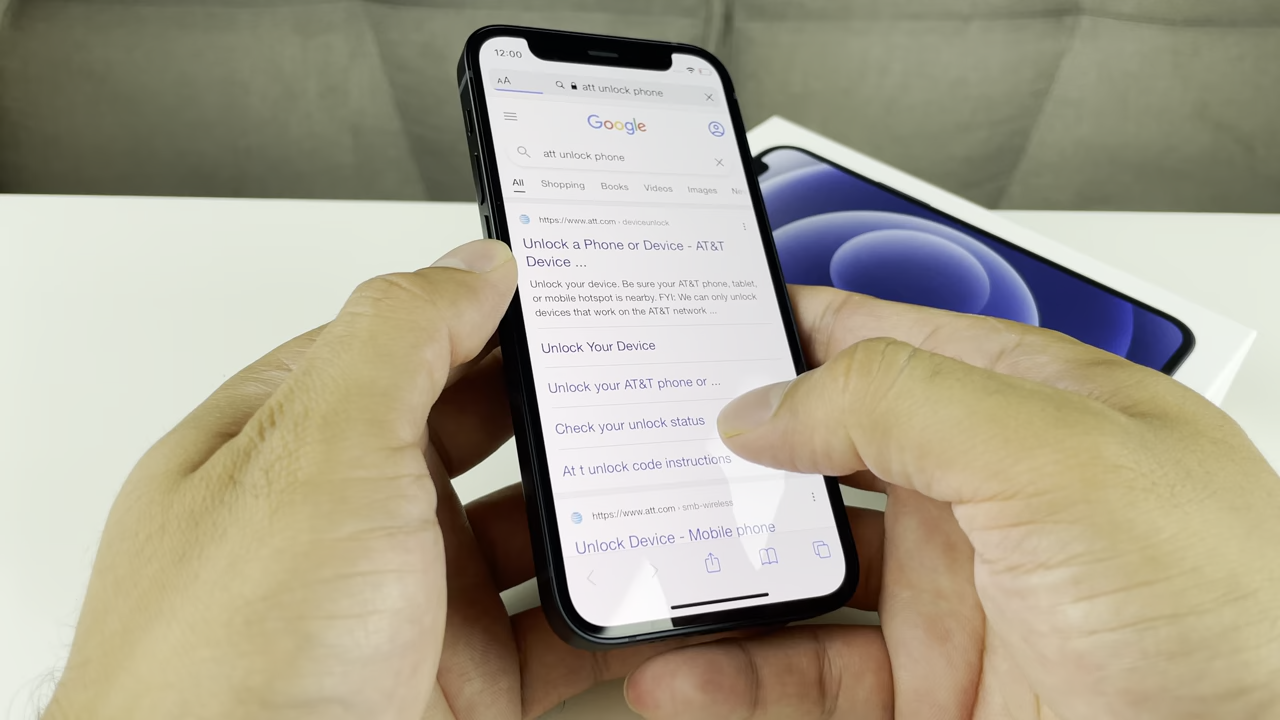 12:00
AA att unlock phone
Google
att unlock phone
All Shopping Books Videos Images
https://www.att.com › deviceunlock
Unlock a Phone or Device - AT&T
Device ...
Unlock your device. Be sure your AT&T phone, tablet,
or mobile hotspot is nearby. FYI: We can only unlock
devices that work on the AT&T network ...
Unlock Your Device
Unlock your AT&T phone or ...
Check your unlock status
At t unlock code instructions
https://www.att.com › smb-wireless
Unlock Device - Mobile phone